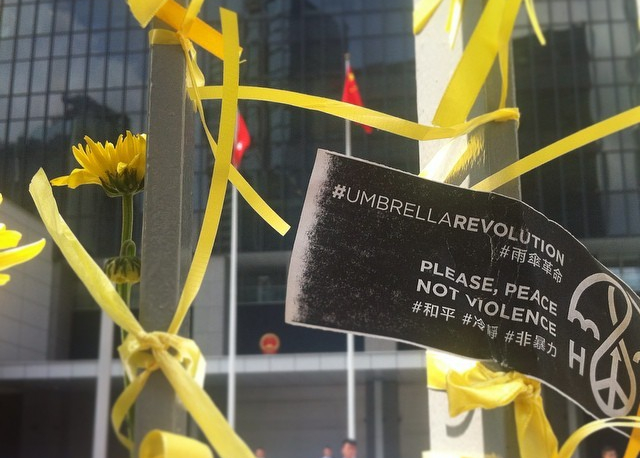 #UMBRELLAREVOLUTION
#雨傘革命
PLEASE, PEACE
NOT VIOLENCE
#和平 #冷靜 #非暴力
H